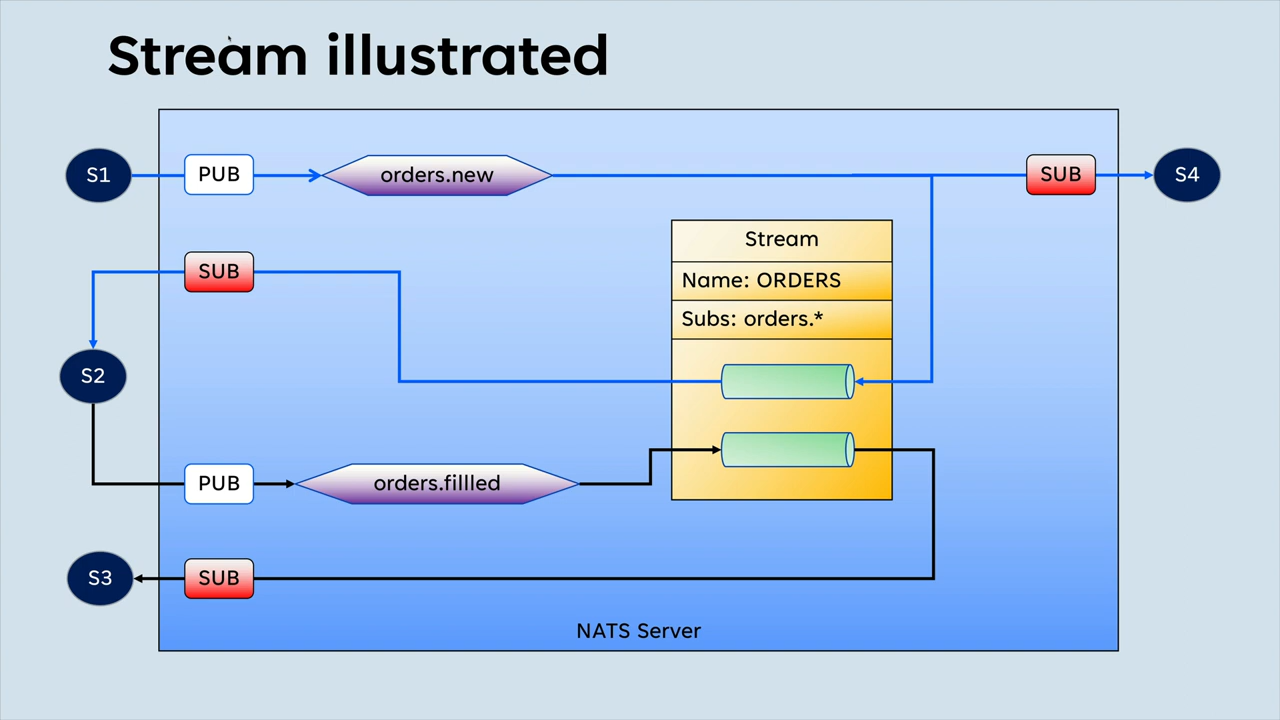 Stream illustrated
S1
PUB
orders.new
SUB
S4
Stream
Name: ORDERS
Subs: orders.*
SUB
S2
PUB
orders.fillled
S3
SUB
NATS Server